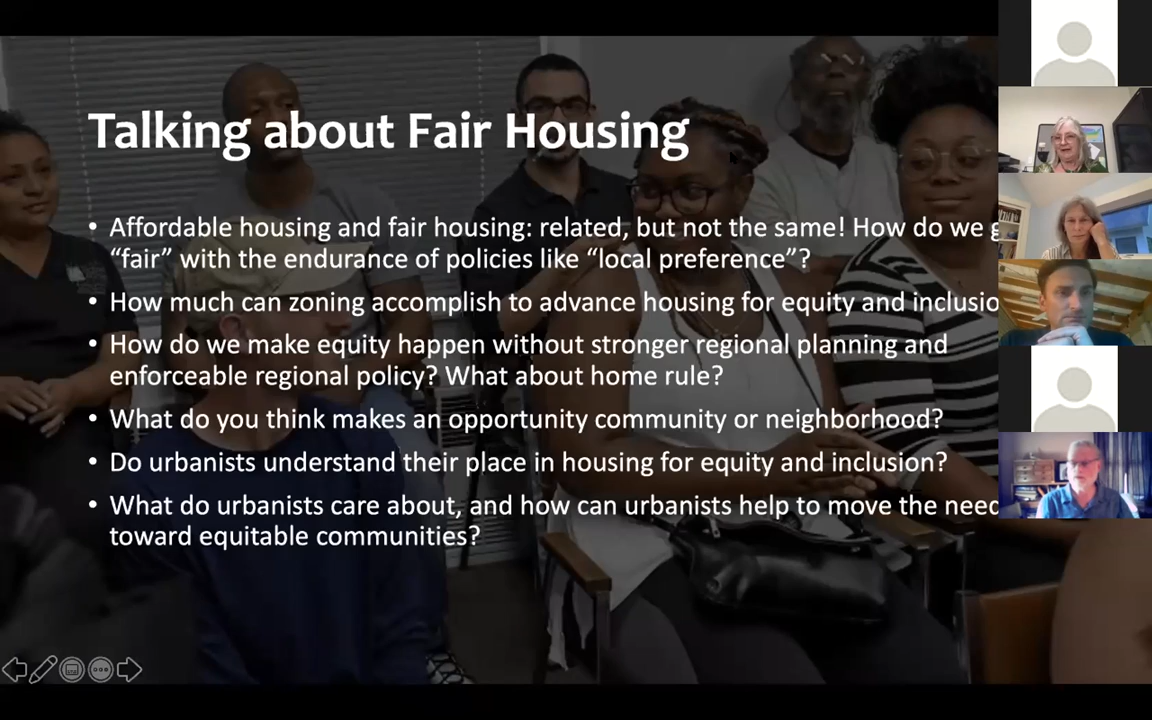 Talking about Fair Housing
• Affordable housing and fair housing: related, but not the same! How do we
“fair” with the endurance of policies like “local preference”?
• How much can zoning accomplish to advance housing for equity and inclusio
• How do we make equity happen without stronger regional planning and
enforceable regional policy? What about home rule?
• What do you think makes an opportunity community or neighborhood?
• Do urbanists understand their place in housing for equity and inclusion?
• What do urbanists care about, and how can urbanists help to move the need
toward equitable communities?